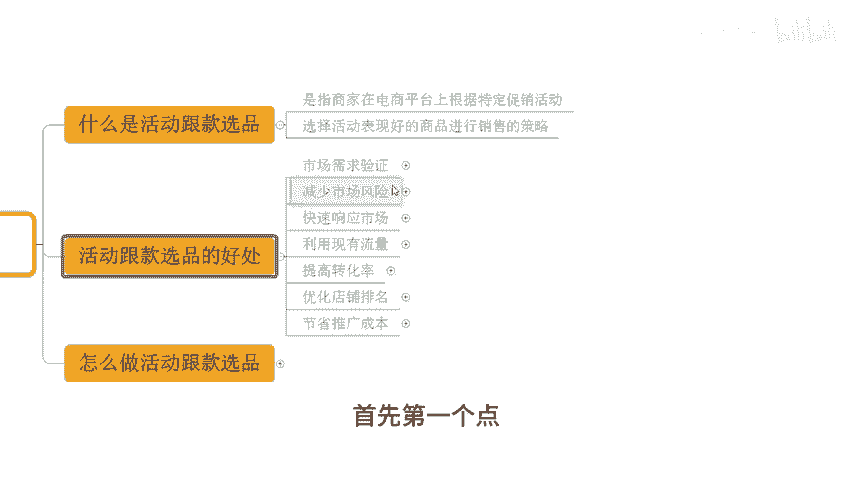 什么是活动跟款选品
是指商家在电商平台上根据特定促销活动
选择活动表现好的商品进行销售的策略
活动跟款选品的好处
市场需求验证
减少市场风险
快速响应市场
利用现有流量
提高转化率
优化店铺排名
节省推广成本
怎么做活动跟款选品
首先第一个点